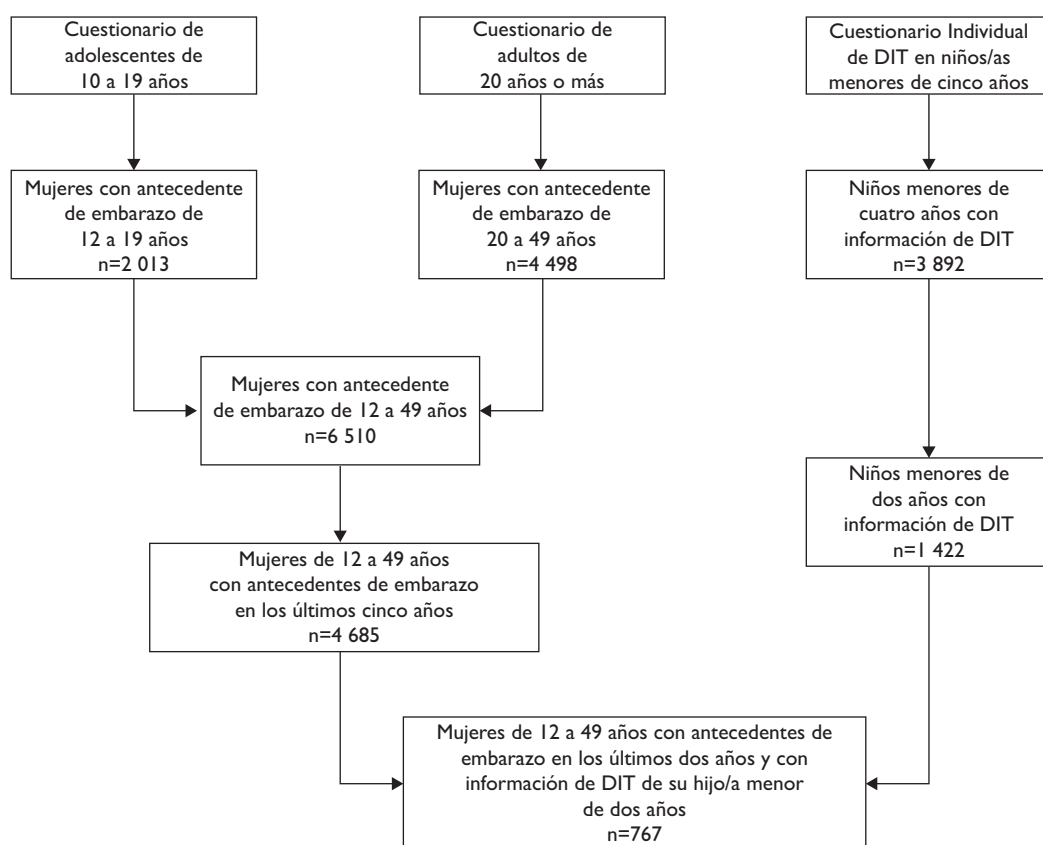 Cuestionario de
adolescentes de
10 a 19 años
Cuestionario de
adultos de
20 años o más
Cuestionario Individual
de DIT en niños/as
menores de cinco años
Mujeres con antecedente
de embarazo de
12 a 19 años
n=2 013
Mujeres con antecedente
de embarazo de
20 a 49 años
n=4 498
Niños menores de
cuatro años con
información de DIT
n=3 892
Mujeres con antecedente
de embarazo de 12 a 49 años
n=6 510
Niños menores de
dos años con
información de DIT
n=1 422
Mujeres de 12 a 49 años
con antecedentes de embarazo
en los últimos cinco años
n=4 685
Mujeres de 12 a 49 años con antecedentes de
embarazo en los últimos dos años y con
información de DIT de su hijo/a menor
de dos años
n=767